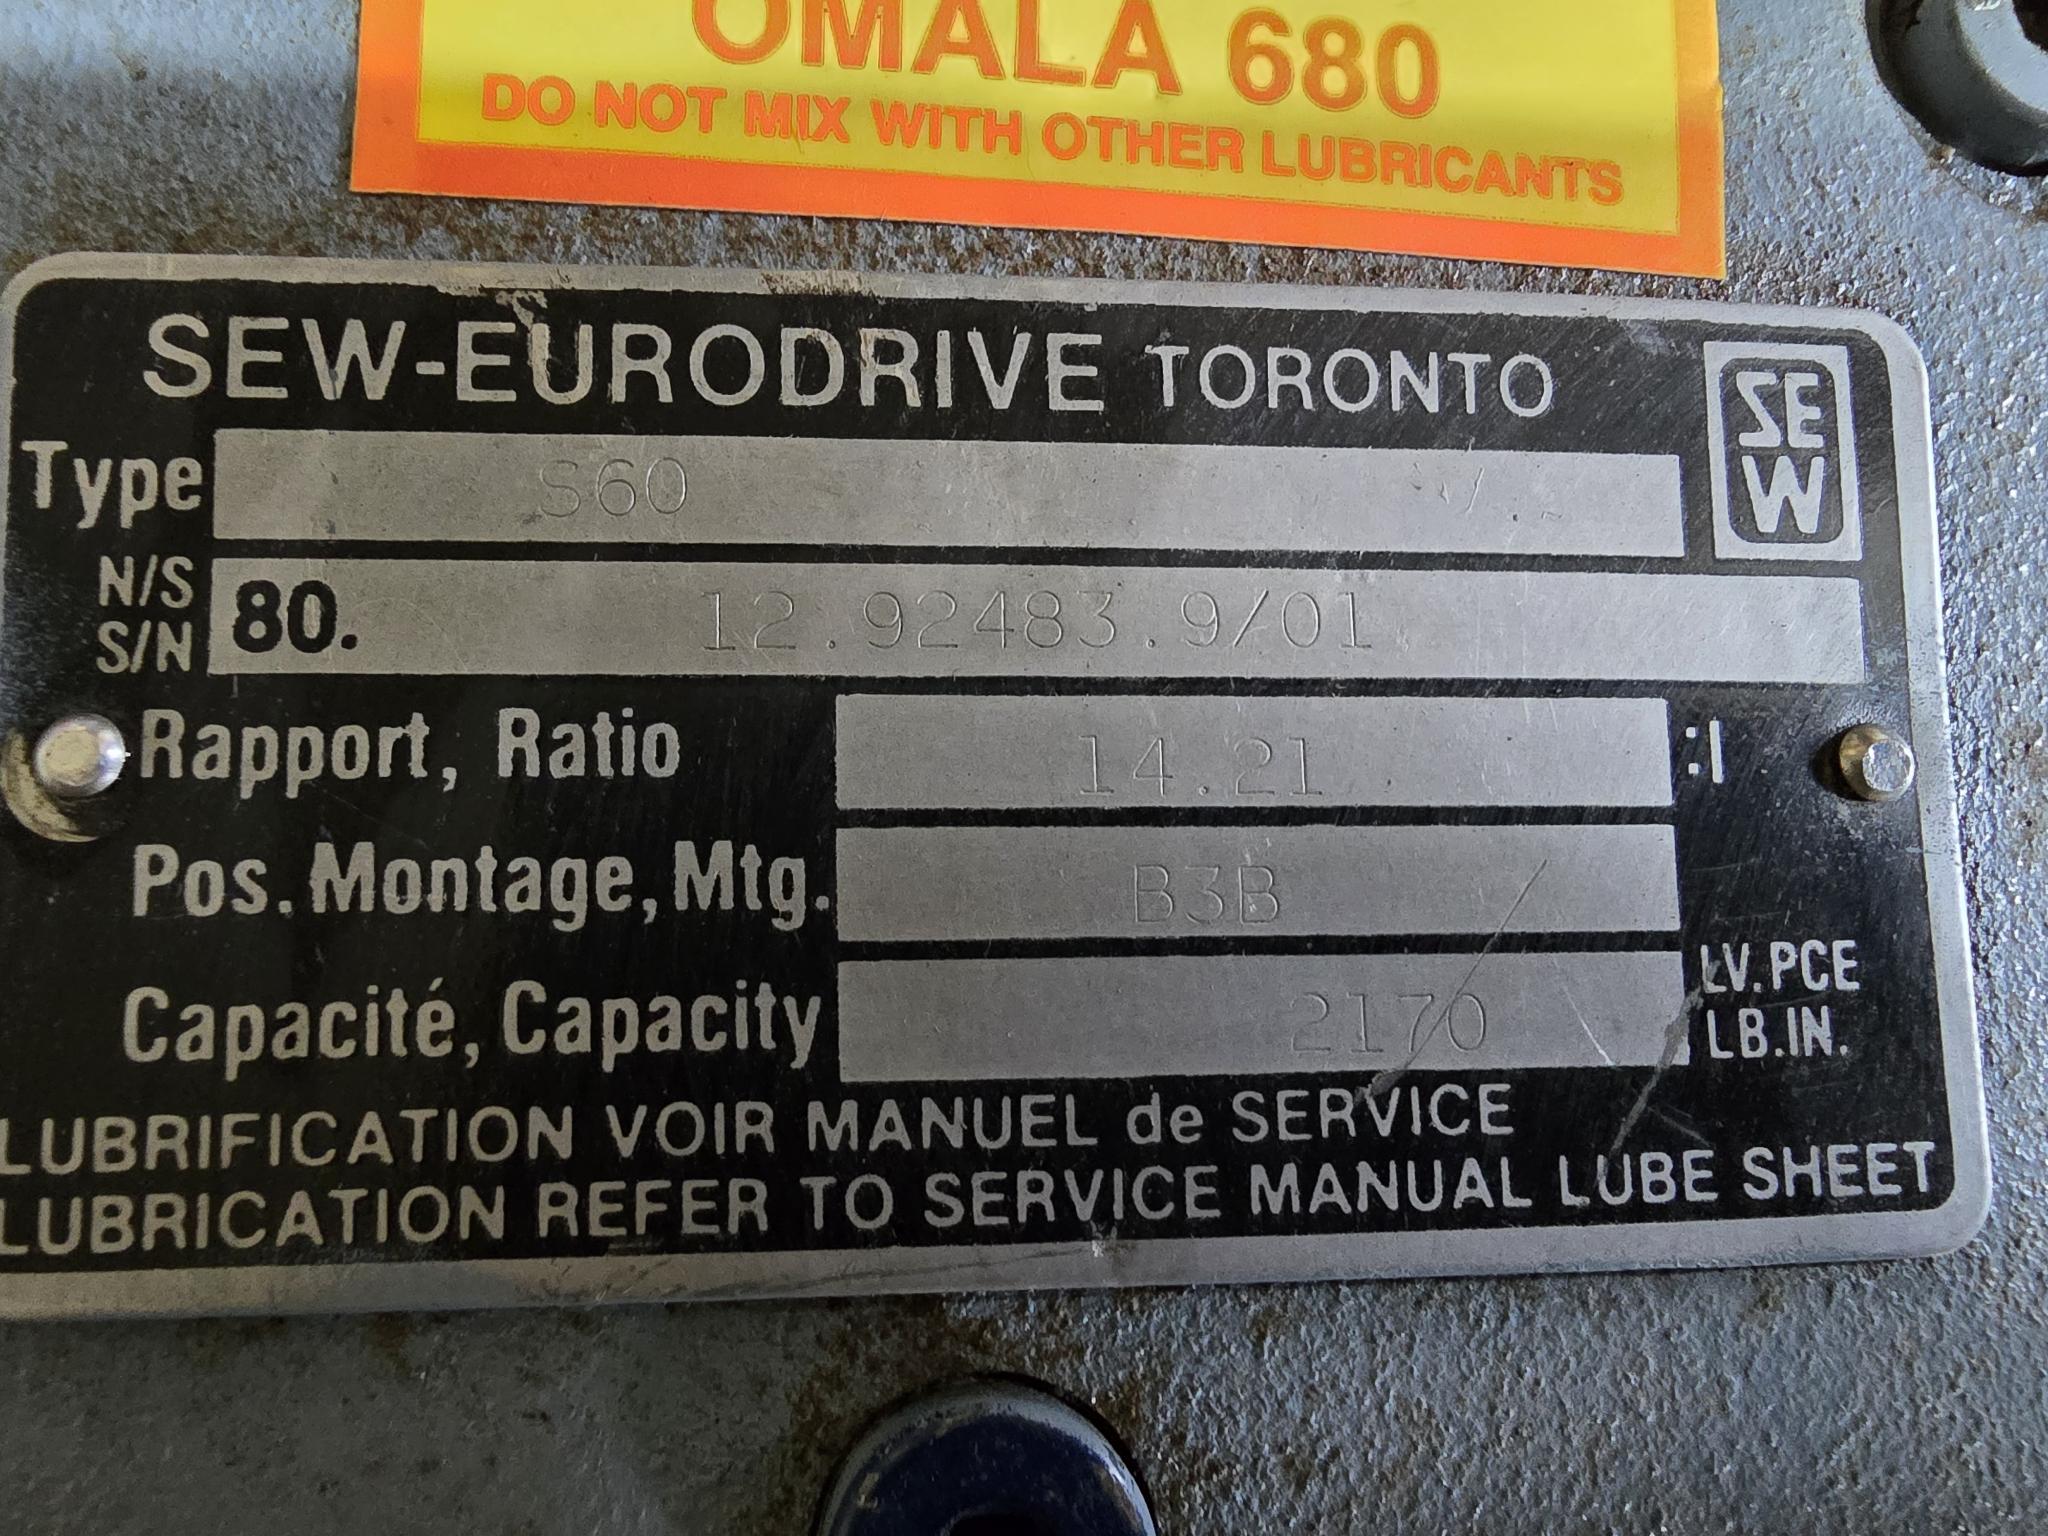 OMALA 680
DO NOT MIX WITH OTHER LUBRICANTS
SEW-EURODRIVE TORONTO
SEW
Type S60
N/S
S/N 80. 12.92483.9/01
Rapport, Ratio 14.21 :1
Pos. Montage, Mtg. B3B
Capacité, Capacity 2170 LV.PCE
LB.IN.
LUBRIFICATION VOIR MANUEL de SERVICE
LUBRICATION REFER TO SERVICE MANUAL LUBE SHEET